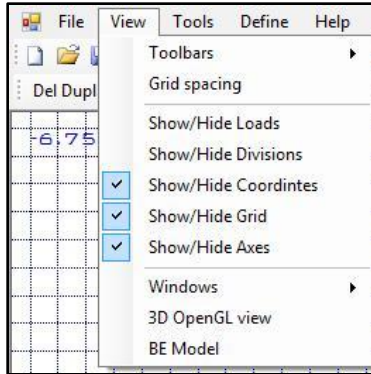 File View Tools Define Help
Toolbars
Del Dupl
Grid spacing
-6.75
Show/Hide Loads
Show/Hide Divisions
Show/Hide Coordintes
Show/Hide Grid
Show/Hide Axes
Windows
3D OpenGL view
BE Model